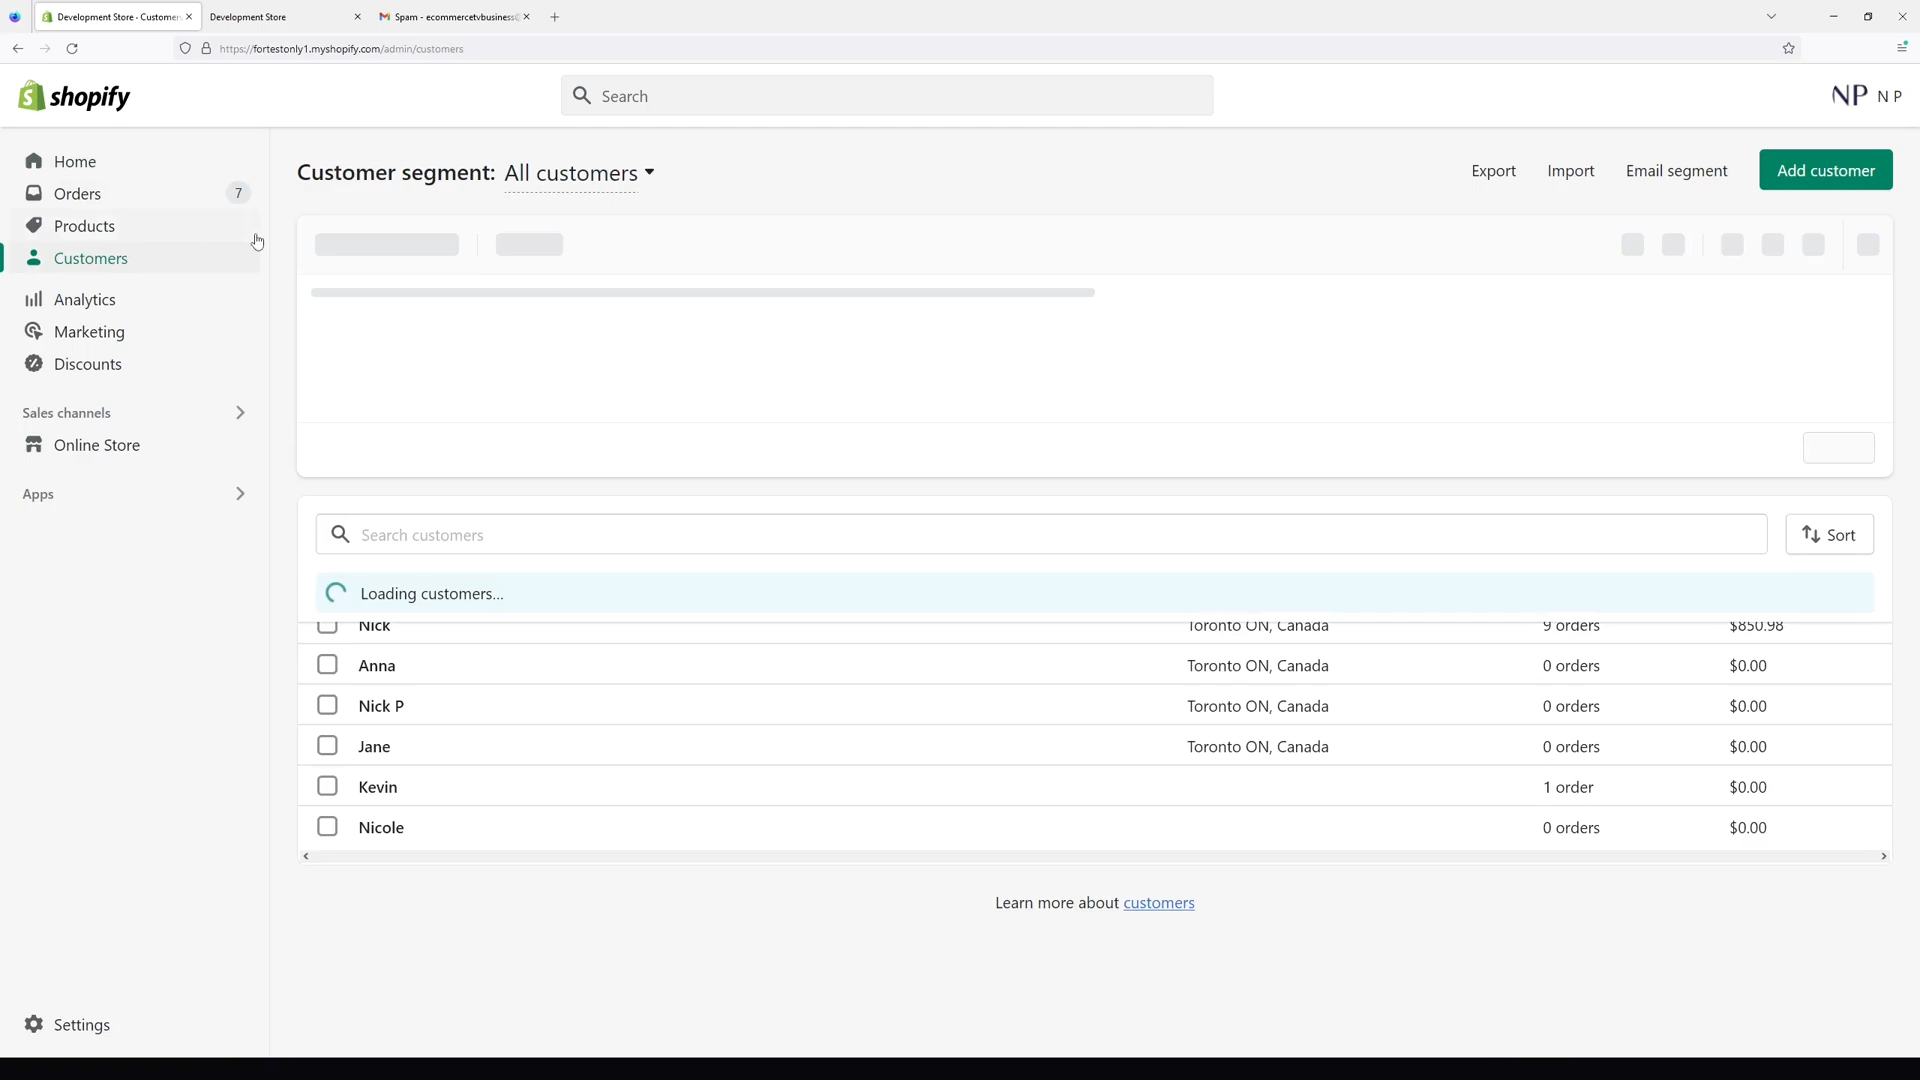 Development Store · Customer
Development Store
Spam - ecommercetvbusiness@
https://fortestonly1.myshopify.com/admin/customers
shopify
Search
NP N P
Home
Orders 7
Products
Customers
Analytics
Marketing
Discounts
Sales channels
Online Store
Apps
Settings
Customer segment: All customers
Export Import Email segment Add customer
Search customers Sort
Loading customers...
Nick Toronto ON, Canada 9 orders $850.98
Anna Toronto ON, Canada 0 orders $0.00
Nick P Toronto ON, Canada 0 orders $0.00
Jane Toronto ON, Canada 0 orders $0.00
Kevin 1 order $0.00
Nicole 0 orders $0.00
Learn more about customers